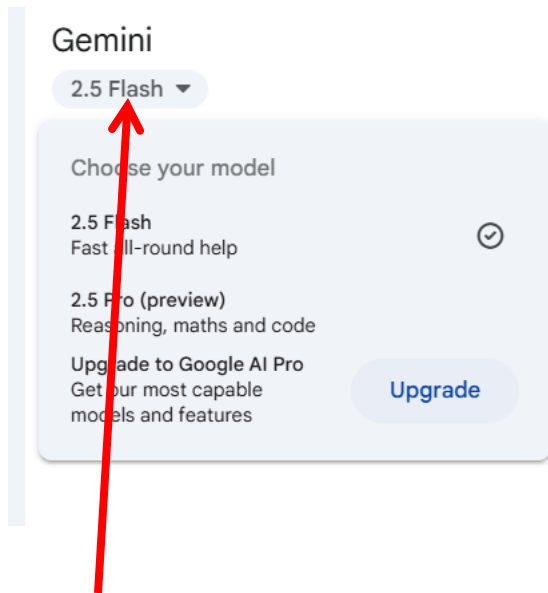 Gemini
2.5 Flash
Choose your model
2.5 Flash
Fast all-round help
2.5 Pro (preview)
Reasoning, maths and code
Upgrade to Google AI Pro
Get our most capable
models and features
Upgrade